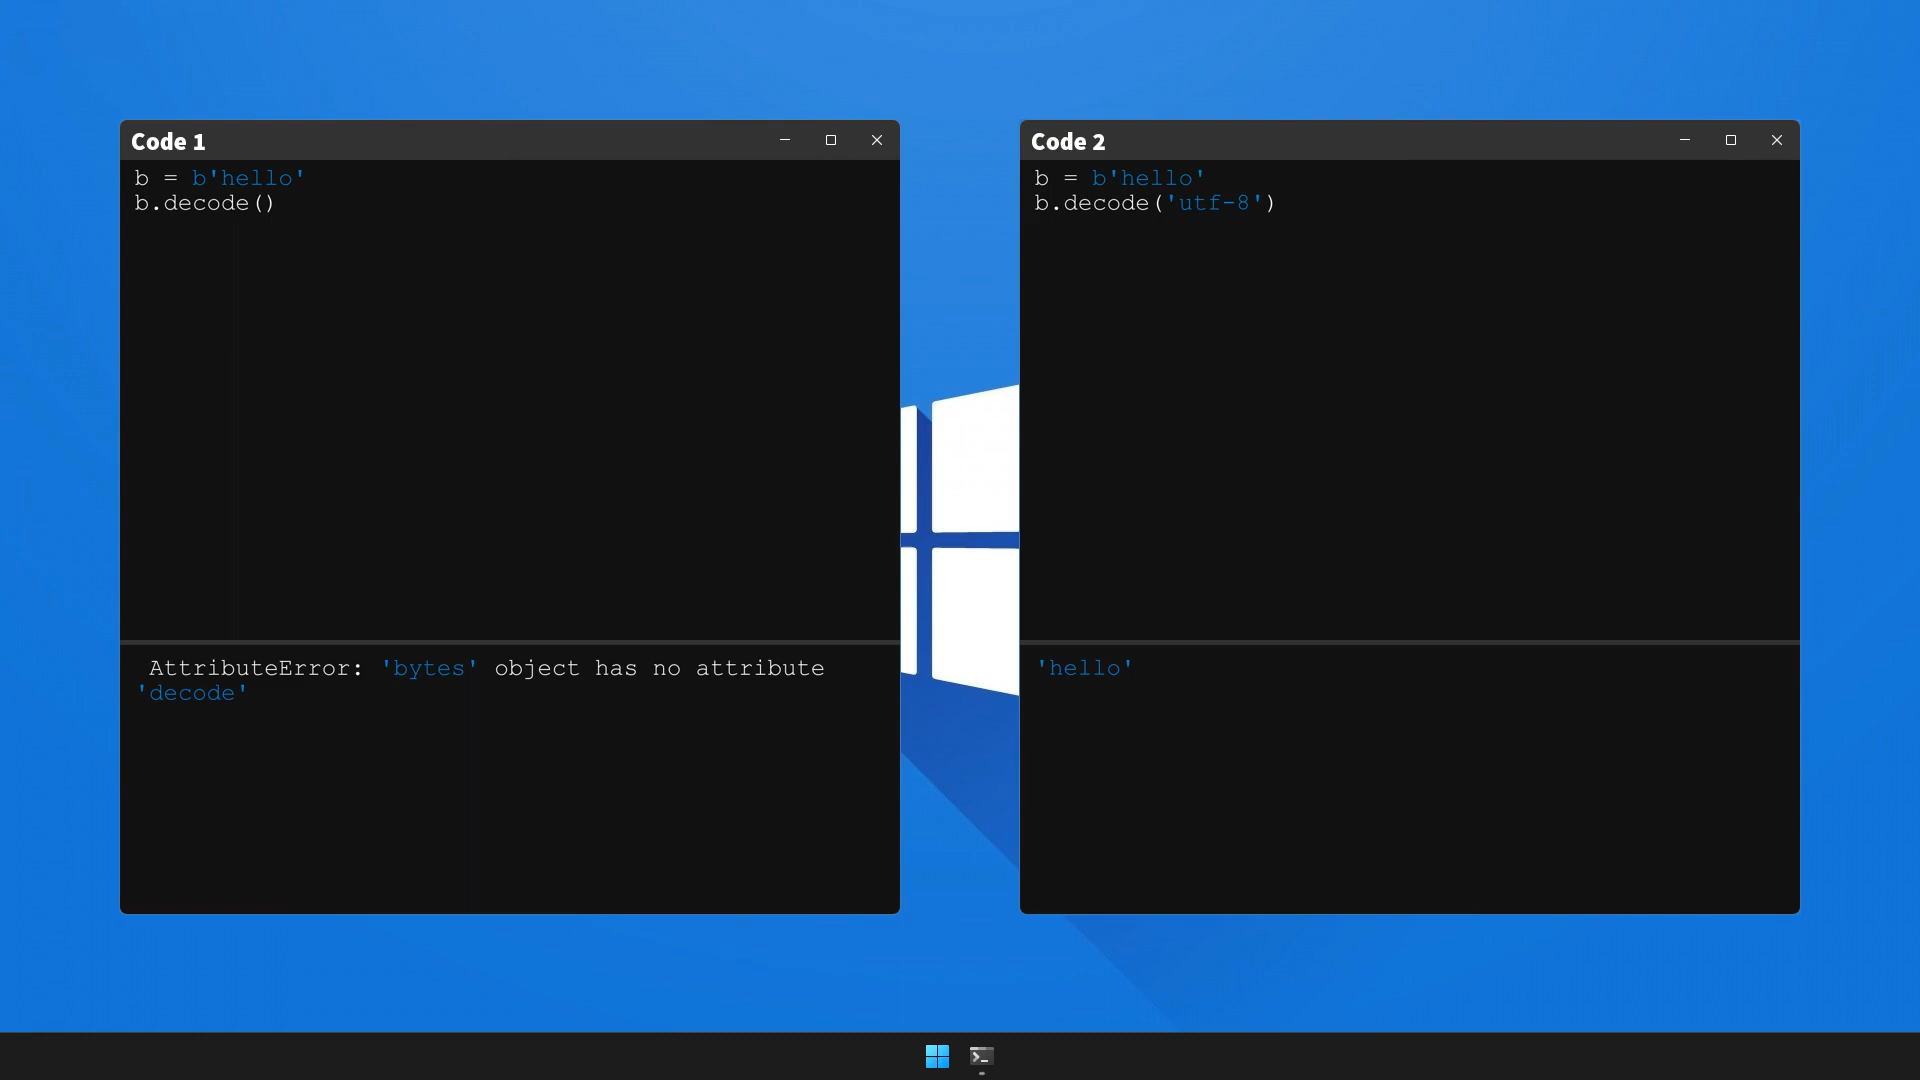 Code 1
b = b'hello'
b.decode()
AttributeError: 'bytes' object has no attribute
'decode'
Code 2
b = b'hello'
b.decode('utf-8')
'hello'